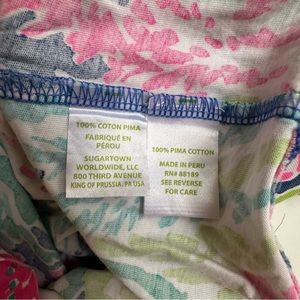 100% COTON PIMA
FABRIQUÉ EN
PÉROU
SUGARTOWN
WORLDWIDE, LLC
800 THIRD AVENUE
KING OF PRUSSIA, PA USA
100% PIMA COTTON
MADE IN PERU
RN# 88189
SEE REVERSE
FOR CARE